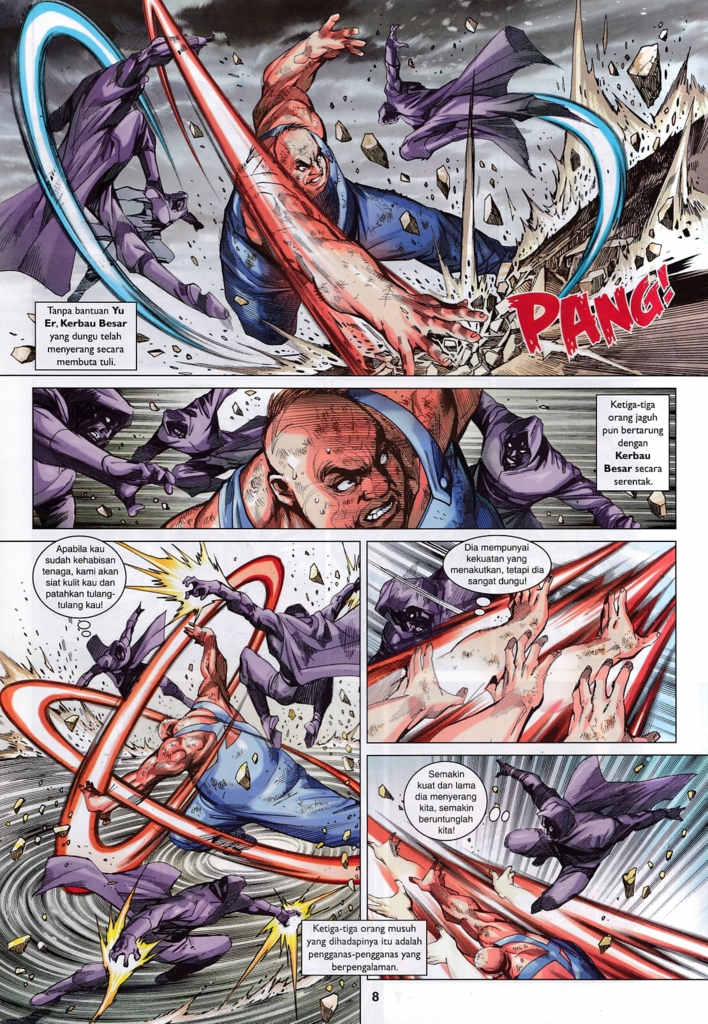 Tanpa bantuan Yu
Er, Kerbau Besar
yang dungu telah
menyerang secara
membuta tuli.
PANG!
Ketiga-tiga
orang jaguh
pun bertarung
dengan
Kerbau
Besar secara
serentak.
Apabila kau
sudah kehabisan
tenaga, kami akan
siat kulit kau dan
patahkan tulang-
tulang kau!
Dia mempunyai
kekuatan yang
menakutkan, tetapi dia
sangat dungu!
Semakin
kuat dan lama
dia menyerang
kita, semakin
beruntunglah
kita!
Ketiga-tiga orang musuh
yang dihadapinya itu adalah
pengganas-pengganas yang
berpengalaman.
8